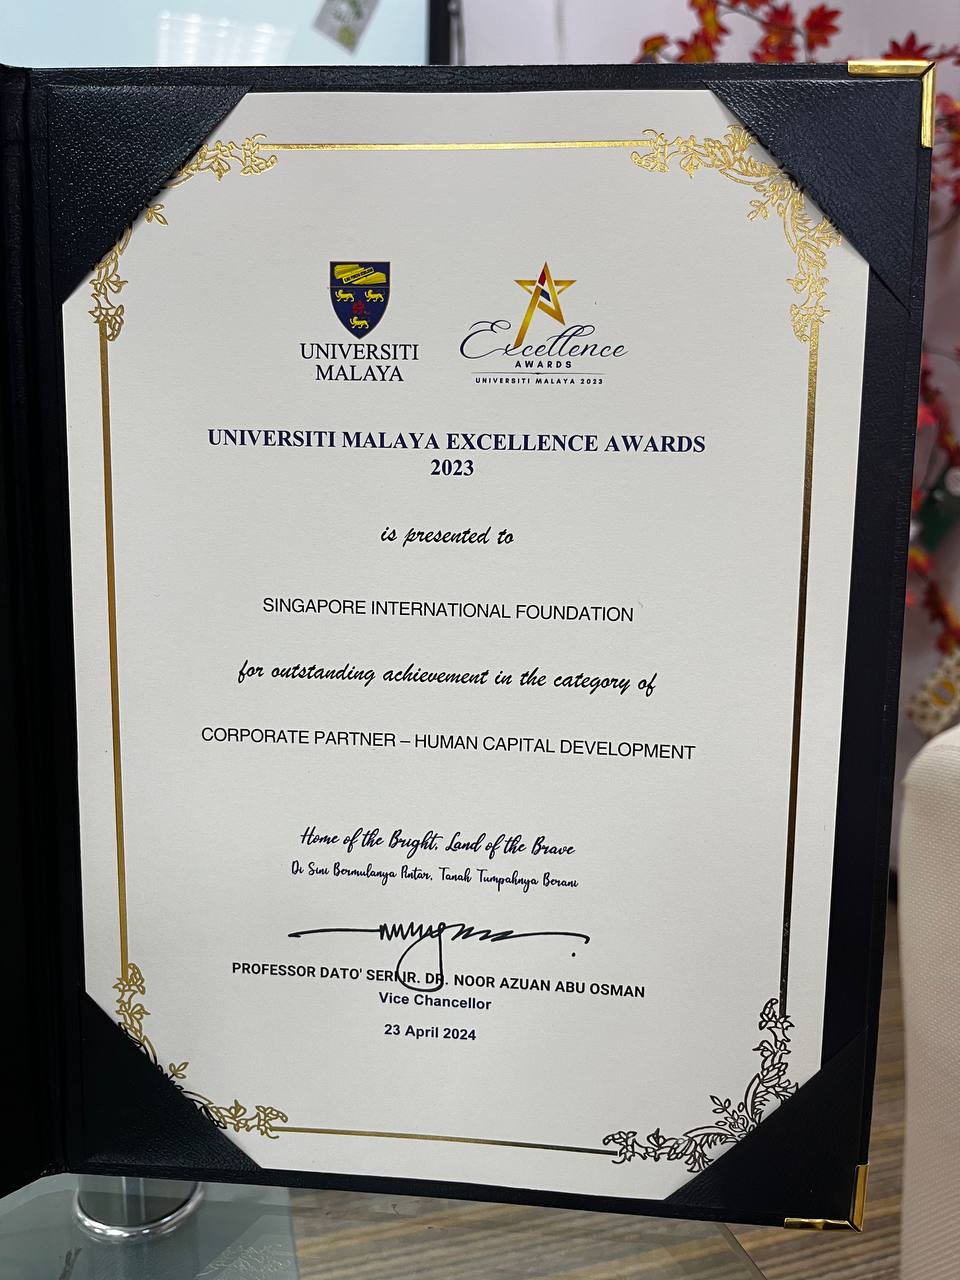 UNIVERSITI
MALAYA
Excellence
AWARDS
UNIVERSITI MALAYA 2023
UNIVERSITI MALAYA EXCELLENCE AWARDS
2023
is presented to
SINGAPORE INTERNATIONAL FOUNDATION
for outstanding achievement in the category of
CORPORATE PARTNER – HUMAN CAPITAL DEVELOPMENT
Home of the Bright, Land of the Brave
Di Sini Bermulanya Pintar, Tanah Tumpahnya Berani
PROFESSOR DATO' SERI IR. DR. NOOR AZUAN ABU OSMAN
Vice Chancellor
23 April 2024